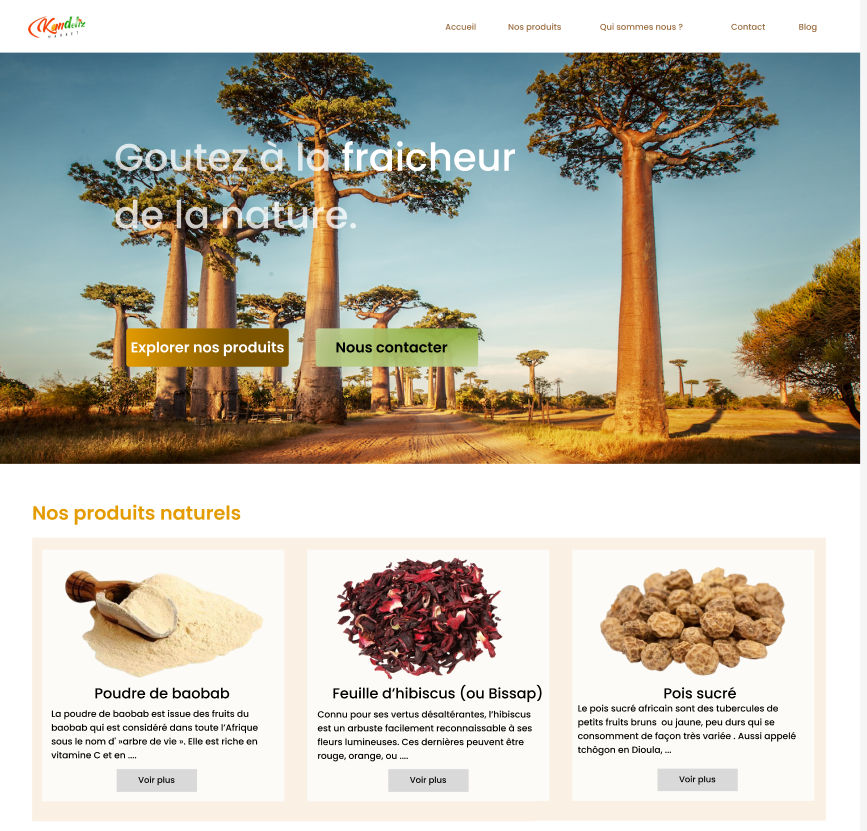 Kandeliz
MARKET
Accueil
Nos produits
Qui sommes nous ?
Contact
Blog
Goutez à la fraicheur
de la nature.
Explorer nos produits
Nous contacter
Nos produits naturels
Poudre de baobab
La poudre de baobab est issue des fruits du
baobab qui est considéré dans toute l'Afrique
sous le nom d' »arbre de vie ». Elle est riche en
vitamine C et en ....
Voir plus
Feuille d'hibiscus (ou Bissap)
Connu pour ses vertus désaltérantes, l'hibiscus
est un arbuste facilement reconnaissable à ses
fleurs lumineuses. Ces dernières peuvent être
rouge, orange, ou ....
Voir plus
Pois sucré
Le pois sucré africain sont des tubercules de
petits fruits bruns  ou jaune, peu durs qui se
consomment de façon très variée . Aussi appelé
tchôgon en Dioula, ...
Voir plus